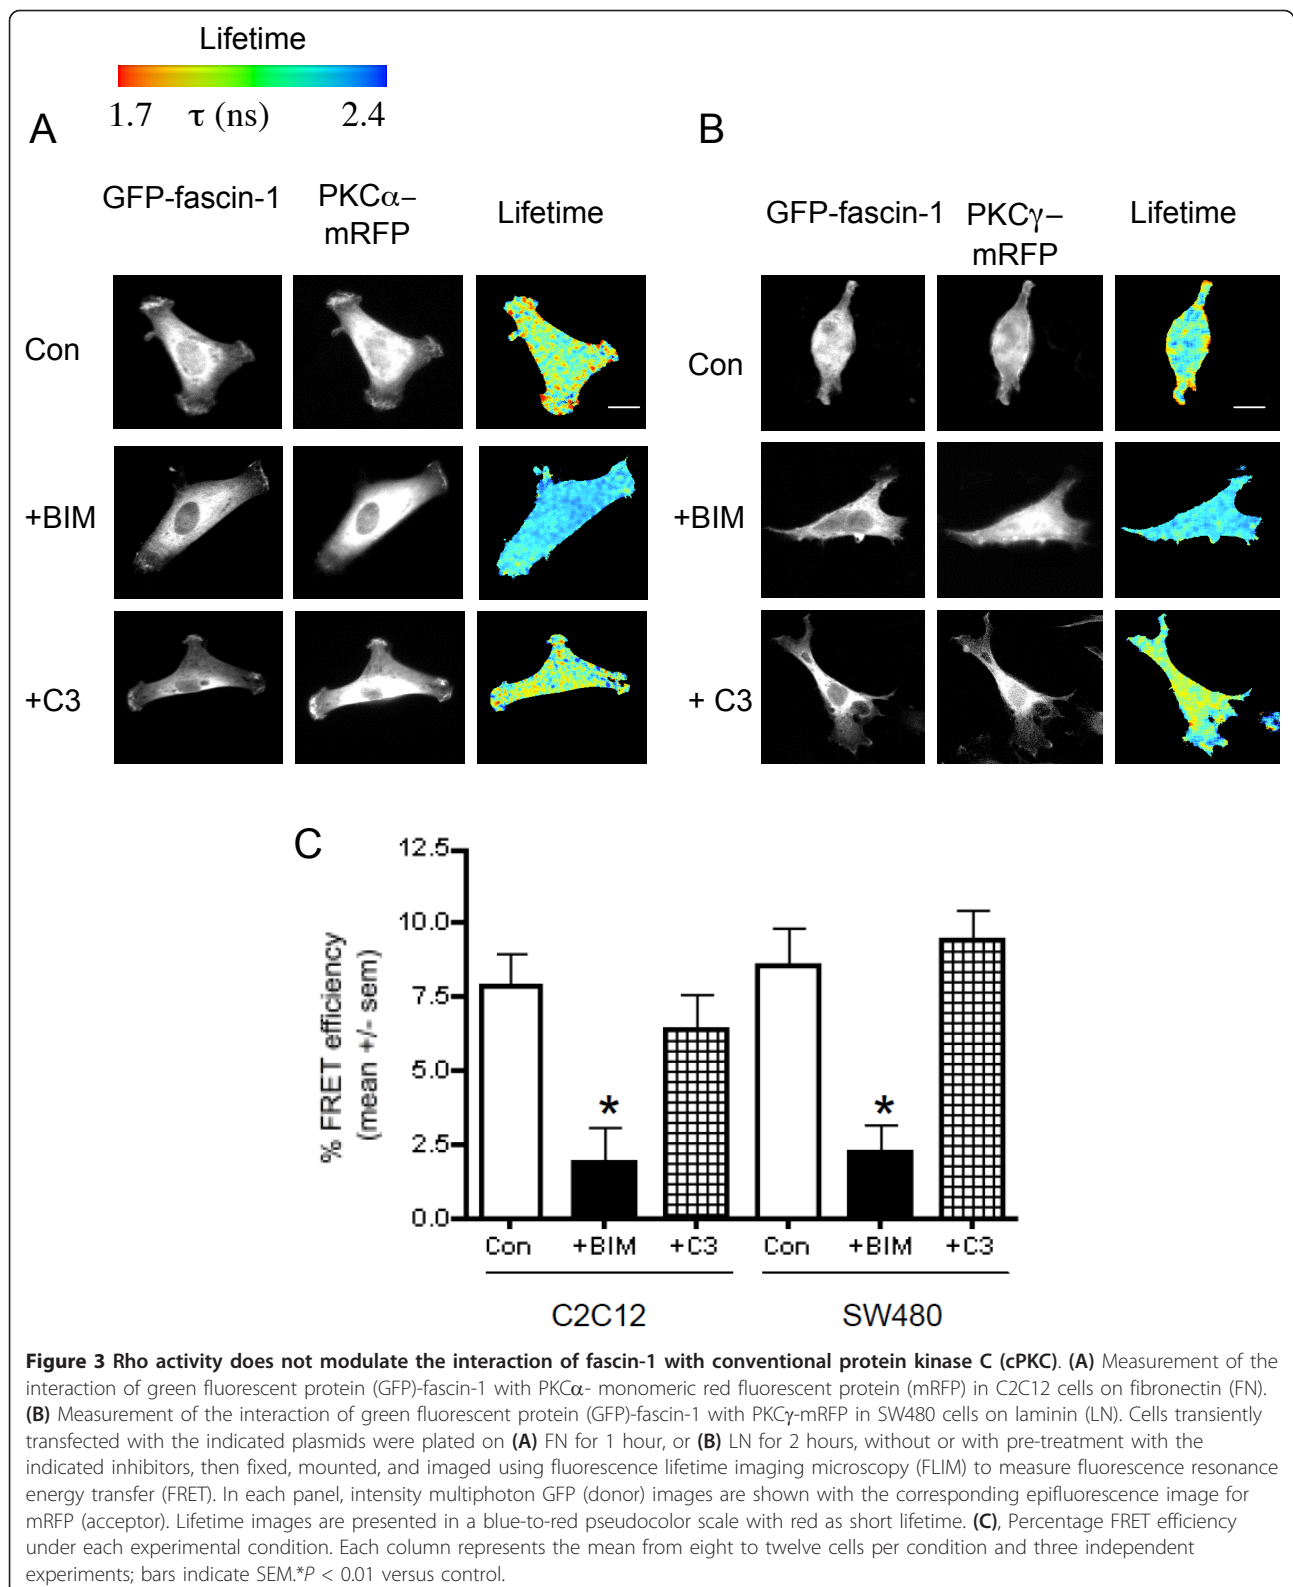 Lifetime
1.7 τ (ns) 2.4
A
B
GFP-fascin-1
PKCα–
mRFP
Lifetime
GFP-fascin-1
PKCγ–
mRFP
Lifetime
Con
+BIM
+C3
Con
+BIM
+ C3
C
% FRET efficiency
(mean +/- sem)
12.5
10.0
7.5
5.0
2.5
0.0
*
*
Con +BIM +C3 Con +BIM +C3
C2C12 SW480
Figure 3 Rho activity does not modulate the interaction of fascin-1 with conventional protein kinase C (cPKC). (A) Measurement of the
interaction of green fluorescent protein (GFP)-fascin-1 with PKCα- monomeric red fluorescent protein (mRFP) in C2C12 cells on fibronectin (FN).
(B) Measurement of the interaction of green fluorescent protein (GFP)-fascin-1 with PKCγ-mRFP in SW480 cells on laminin (LN). Cells transiently
transfected with the indicated plasmids were plated on (A) FN for 1 hour, or (B) LN for 2 hours, without or with pre-treatment with the
indicated inhibitors, then fixed, mounted, and imaged using fluorescence lifetime imaging microscopy (FLIM) to measure fluorescence resonance
energy transfer (FRET). In each panel, intensity multiphoton GFP (donor) images are shown with the corresponding epifluorescence image for
mRFP (acceptor). Lifetime images are presented in a blue-to-red pseudocolor scale with red as short lifetime. (C), Percentage FRET efficiency
under each experimental condition. Each column represents the mean from eight to twelve cells per condition and three independent
experiments; bars indicate SEM.*P < 0.01 versus control.